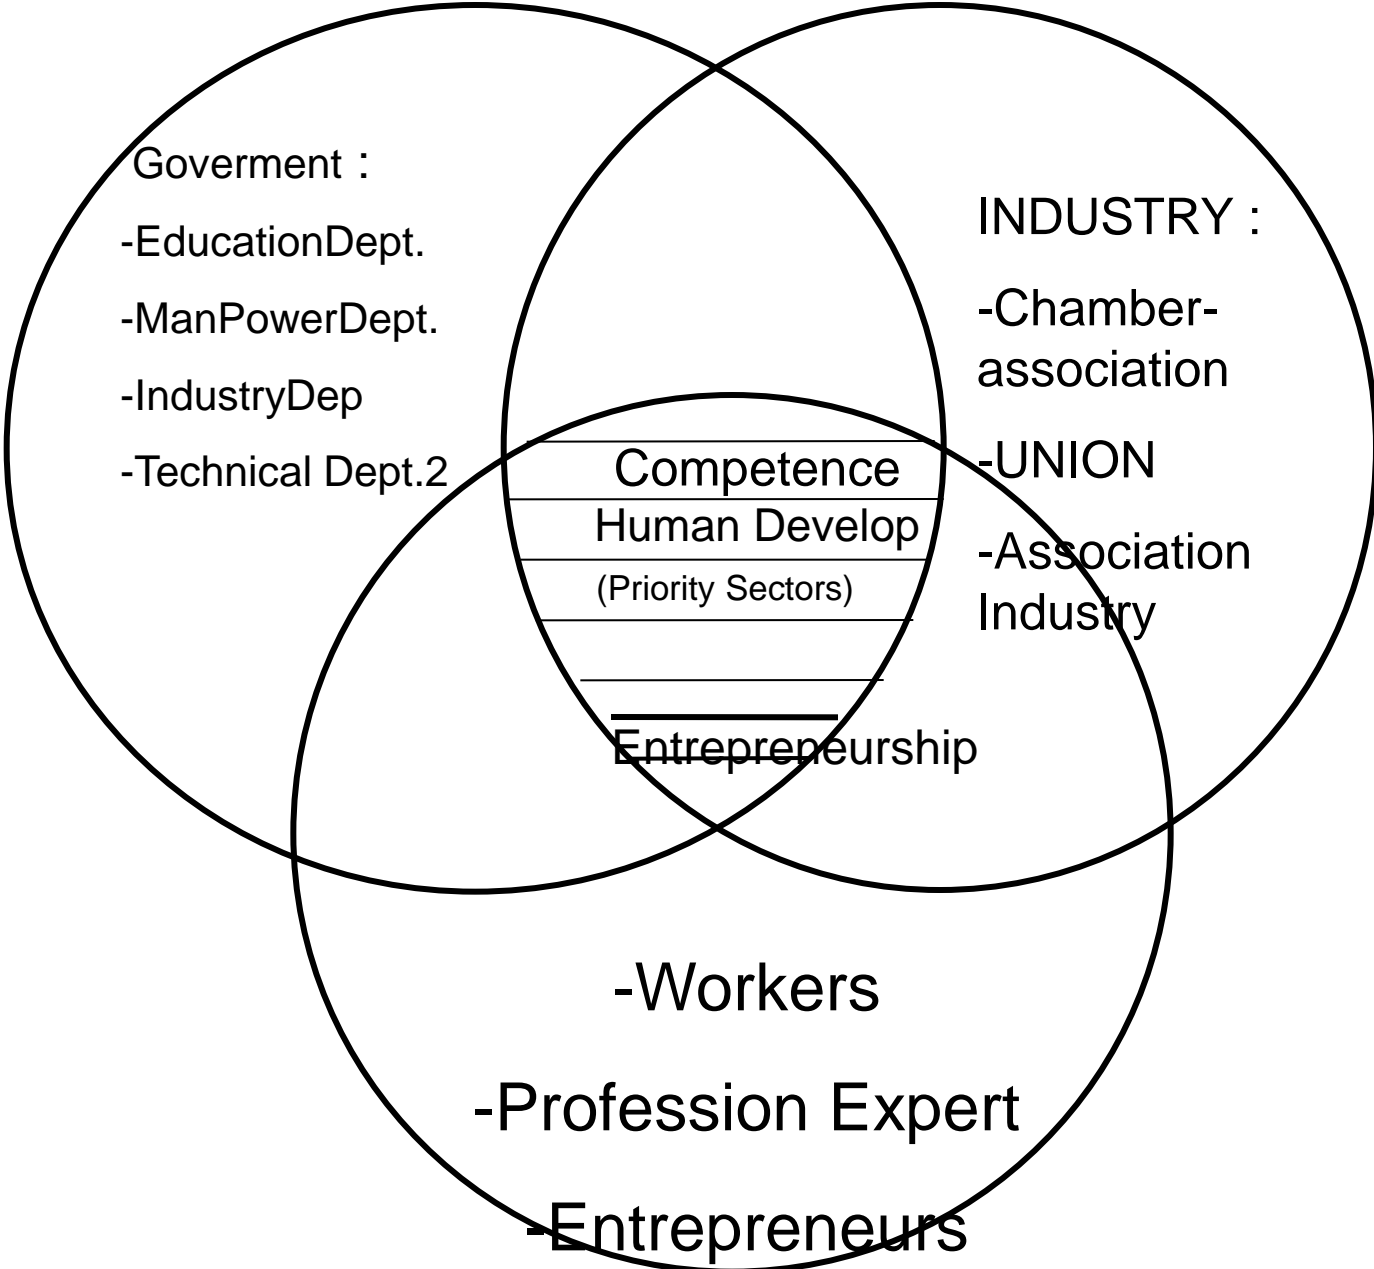 Goverment :
-EducationDept.
-ManPowerDept.
-IndustryDep
-Technical Dept.2
INDUSTRY :
-Chamber-
association
-UNION
-Association
Industry
Competence
Human Develop
(Priority Sectors)
Entrepreneurship
-Workers
-Profession Expert
-Entrepreneurs